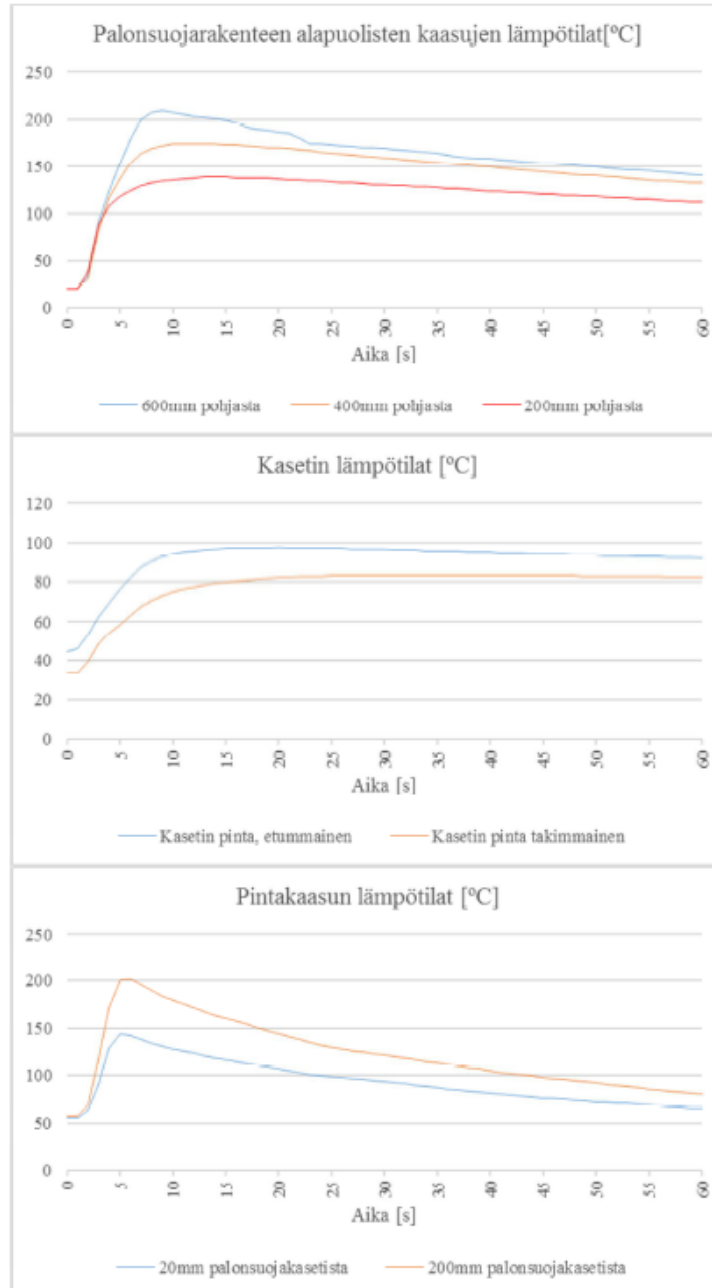 Palonsuojarakenteen alapuolisten kaasujen lämpötilat[ºC]
250
200
150
100
50
0
0 5 10 15 20 25 30 35 40 45 50 55 60
Aika [s]
600mm pohjasta 400mm pohjasta 200mm pohjasta
Kasetin lämpötilat [ºC]
120
100
80
60
40
20
0
0 5 10 15 20 25 30 35 40 45 50 55 60
Aika [s]
Kasetin pinta, etummainen Kasetin pinta takimmainen
Pintakaasun lämpötilat [ºC]
250
200
150
100
50
0
0 5 10 15 20 25 30 35 40 45 50 55 60
Aika [s]
20mm palonsuojakasetista 200mm palonsuojakasetista